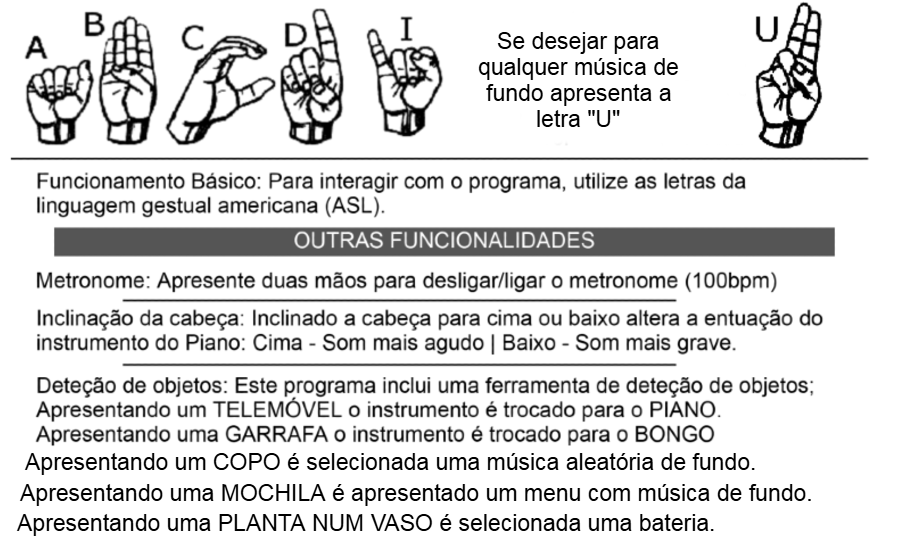 A B C D I
Se desejar para
qualquer música de
fundo apresenta a
letra "U"
U
Funcionamento Básico: Para interagir com o programa, utilize as letras da
linguagem gestual americana (ASL).
OUTRAS FUNCIONALIDADES
Metronome: Apresente duas mãos para desligar/ligar o metronome (100bpm)
Inclinação da cabeça: Inclinado a cabeça para cima ou baixo altera a entuação do
instrumento do Piano: Cima - Som mais agudo | Baixo - Som mais grave.
Deteção de objetos: Este programa inclui uma ferramenta de deteção de objetos;
Apresentando um TELEMÓVEL o instrumento é trocado para o PIANO.
Apresentando uma GARRAFA o instrumento é trocado para o BONGO
Apresentando um COPO é selecionada uma música aleatória de fundo.
Apresentando uma MOCHILA é apresentado um menu com música de fundo.
Apresentando uma PLANTA NUM VASO é selecionada uma bateria.